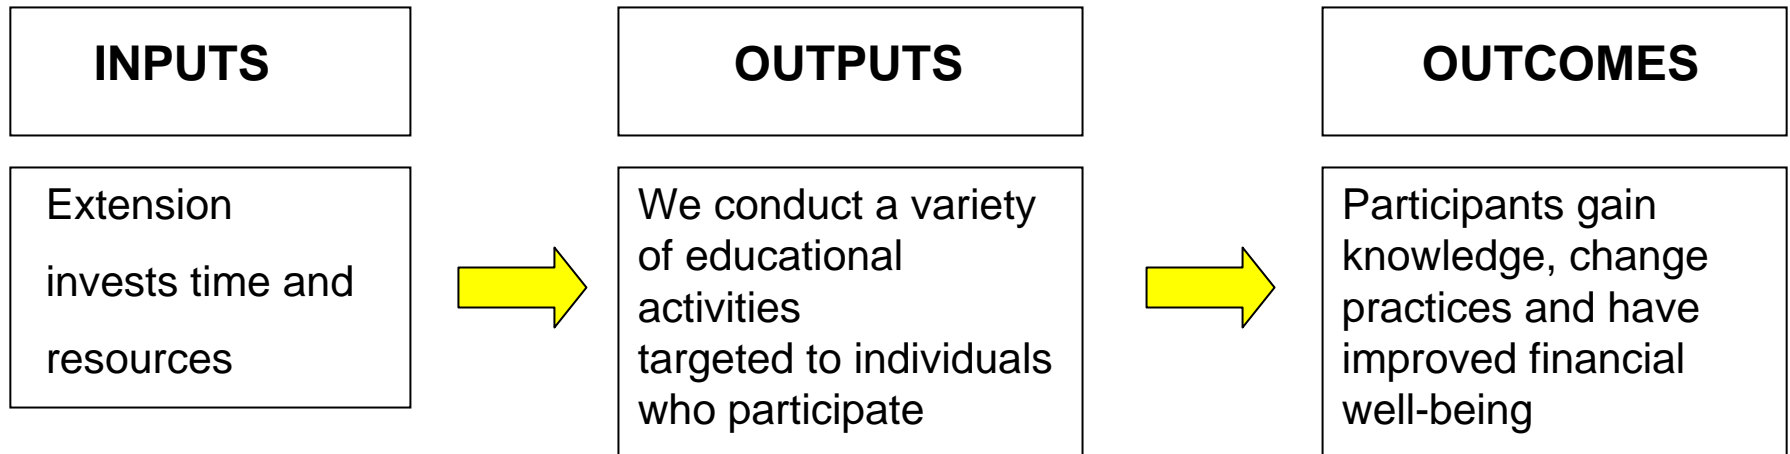 INPUTS
OUTPUTS
OUTCOMES
Extension
invests time and
resources
We conduct a variety
of educational
activities
targeted to individuals
who participate
Participants gain
knowledge, change
practices and have
improved financial
well-being